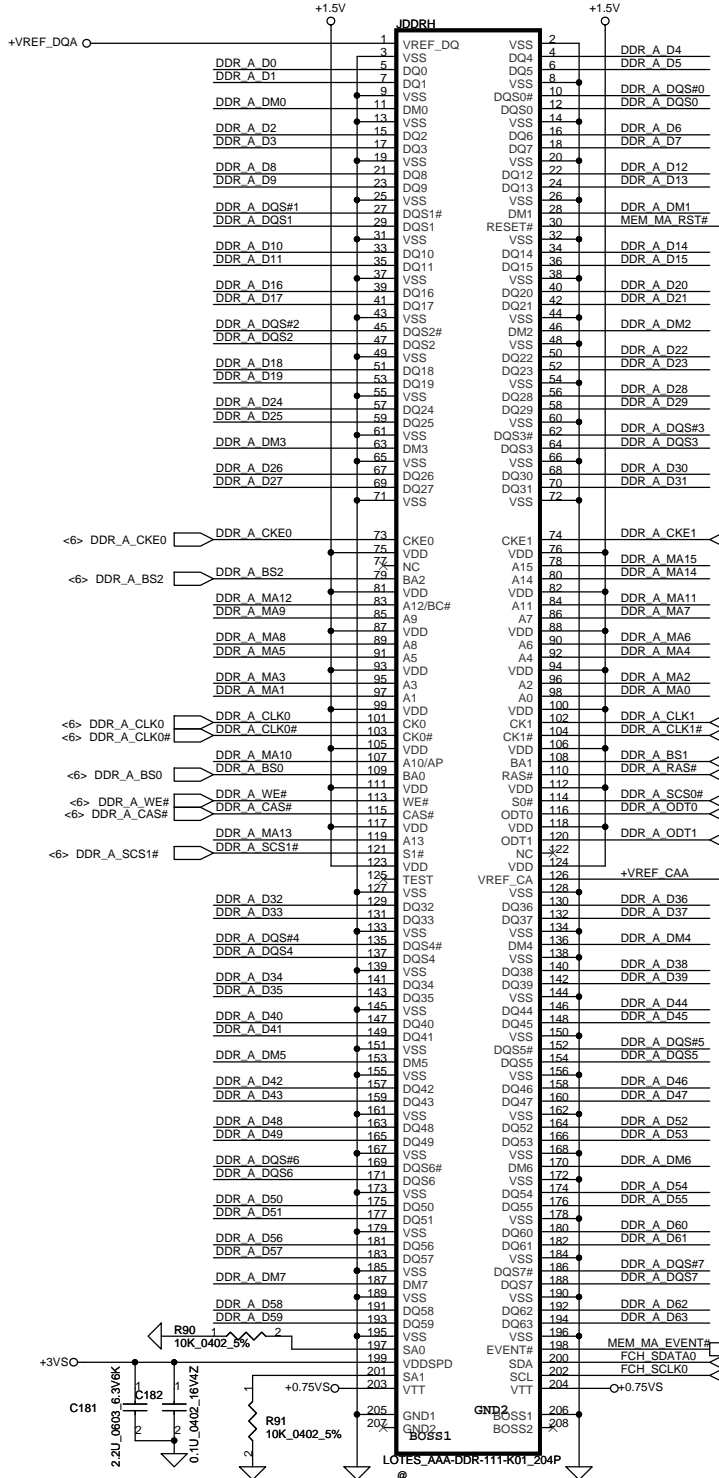 +1.5V +1.5V
JDDRH
+VREF_DQA 1 VREF_DQ VSS 2
3 VSS DQ4 4 DDR_A_D4
DDR_A_D0 5 DQ0 DQ5 6 DDR_A_D5
DDR_A_D1 7 DQ1 VSS 8
9 VSS DQS0# 10 DDR_A_DQS#0
DDR_A_DM0 11 DM0 DQS0 12 DDR_A_DQS0
13 VSS VSS 14
DDR_A_D2 15 DQ2 DQ6 16 DDR_A_D6
DDR_A_D3 17 DQ3 DQ7 18 DDR_A_D7
19 VSS VSS 20
DDR_A_D8 21 DQ8 DQ12 22 DDR_A_D12
DDR_A_D9 23 DQ9 DQ13 24 DDR_A_D13
25 VSS VSS 26
DDR_A_DQS#1 27 DQS1# DM1 28 DDR_A_DM1
DDR_A_DQS1 29 DQS1 RESET# 30 MEM_MA_RST#
31 VSS VSS 32
DDR_A_D10 33 DQ10 DQ14 34 DDR_A_D14
DDR_A_D11 35 DQ11 DQ15 36 DDR_A_D15
37 VSS VSS 38
DDR_A_D16 39 DQ16 DQ20 40 DDR_A_D20
DDR_A_D17 41 DQ17 DQ21 42 DDR_A_D21
43 VSS VSS 44
DDR_A_DQS#2 45 DQS2# DM2 46 DDR_A_DM2
DDR_A_DQS2 47 DQS2 VSS 48
49 VSS DQ22 50 DDR_A_D22
DDR_A_D18 51 DQ18 DQ23 52 DDR_A_D23
DDR_A_D19 53 DQ19 VSS 54
55 VSS DQ28 56 DDR_A_D28
DDR_A_D24 57 DQ24 DQ29 58 DDR_A_D29
DDR_A_D25 59 DQ25 VSS 60
61 VSS DQS3# 62 DDR_A_DQS#3
DDR_A_DM3 63 DM3 DQS3 64 DDR_A_DQS3
65 VSS VSS 66
DDR_A_D26 67 DQ26 DQ30 68 DDR_A_D30
DDR_A_D27 69 DQ27 DQ31 70 DDR_A_D31
71 VSS VSS 72
<6> DDR_A_CKE0 DDR_A_CKE0 73 CKE0 CKE1 74 DDR_A_CKE1
75 VDD VDD 76
77 NC A15 78 DDR_A_MA15
<6> DDR_A_BS2 DDR_A_BS2 79 BA2 A14 80 DDR_A_MA14
81 VDD VDD 82
DDR_A_MA12 83 A12/BC# A11 84 DDR_A_MA11
DDR_A_MA9 85 A9 A7 86 DDR_A_MA7
87 VDD VDD 88
DDR_A_MA8 89 A8 A6 90 DDR_A_MA6
DDR_A_MA5 91 A5 A4 92 DDR_A_MA4
93 VDD VDD 94
DDR_A_MA3 95 A3 A2 96 DDR_A_MA2
DDR_A_MA1 97 A1 A0 98 DDR_A_MA0
99 VDD VDD 100
<6> DDR_A_CLK0 DDR_A_CLK0 101 CK0 CK1 102 DDR_A_CLK1
<6> DDR_A_CLK0# DDR_A_CLK0# 103 CK0# CK1# 104 DDR_A_CLK1#
105 VDD VDD 106
DDR_A_MA10 107 A10/AP BA1 108 DDR_A_BS1
<6> DDR_A_BS0 DDR_A_BS0 109 BA0 RAS# 110 DDR_A_RAS#
111 VDD VDD 112
<6> DDR_A_WE# DDR_A_WE# 113 WE# S0# 114 DDR_A_SCS0#
<6> DDR_A_CAS# DDR_A_CAS# 115 CAS# ODT0 116 DDR_A_ODT0
117 VDD VDD 118
DDR_A_MA13 119 A13 ODT1 120 DDR_A_ODT1
<6> DDR_A_SCS1# DDR_A_SCS1# 121 S1# NC 122
123 VDD VDD 124
125 TEST VREF_CA 126 +VREF_CAA
127 VSS VSS 128
DDR_A_D32 129 DQ32 DQ36 130 DDR_A_D36
DDR_A_D33 131 DQ33 DQ37 132 DDR_A_D37
133 VSS VSS 134
DDR_A_DQS#4 135 DQS4# DM4 136 DDR_A_DM4
DDR_A_DQS4 137 DQS4 VSS 138
139 VSS DQ38 140 DDR_A_D38
DDR_A_D34 141 DQ34 DQ39 142 DDR_A_D39
DDR_A_D35 143 DQ35 VSS 144
145 VSS DQ44 146 DDR_A_D44
DDR_A_D40 147 DQ40 DQ45 148 DDR_A_D45
DDR_A_D41 149 DQ41 VSS 150
151 VSS DQS5# 152 DDR_A_DQS#5
DDR_A_DM5 153 DM5 DQS5 154 DDR_A_DQS5
155 VSS VSS 156
DDR_A_D42 157 DQ42 DQ46 158 DDR_A_D46
DDR_A_D43 159 DQ43 DQ47 160 DDR_A_D47
161 VSS VSS 162
DDR_A_D48 163 DQ48 DQ52 164 DDR_A_D52
DDR_A_D49 165 DQ49 DQ53 166 DDR_A_D53
167 VSS VSS 168
DDR_A_DQS#6 169 DQS6# DM6 170 DDR_A_DM6
DDR_A_DQS6 171 DQS6 VSS 172
173 VSS DQ54 174 DDR_A_D54
DDR_A_D50 175 DQ50 DQ55 176 DDR_A_D55
DDR_A_D51 177 DQ51 VSS 178
179 VSS DQ60 180 DDR_A_D60
DDR_A_D56 181 DQ56 DQ61 182 DDR_A_D61
DDR_A_D57 183 DQ57 VSS 184
185 VSS DQS7# 186 DDR_A_DQS#7
DDR_A_DM7 187 DM7 DQS7 188 DDR_A_DQS7
189 VSS VSS 190
DDR_A_D58 191 DQ58 DQ62 192 DDR_A_D62
DDR_A_D59 193 DQ59 DQ63 194 DDR_A_D63
195 VSS VSS 196
1 R90 2 197 SA0 EVENT# 198 MEM_MA_EVENT#
10K_0402_5%
+3VS 199 VDDSPD SDA 200 FCH_SDATA0
201 SA1 SCL 202 FCH_SCLK0
+0.75VS 203 VTT VTT 204 +0.75VS
C181 2.2U_0603_6.3V6K 1 2
C182 0.1U_0402_16V4Z 1 2
1 R91 2
10K_0402_5%
205 GND1 GND2 BOSS1 206
207 GND2 BOSS1 BOSS2 208
LOTES_AAA-DDR-111-K01_204P
@